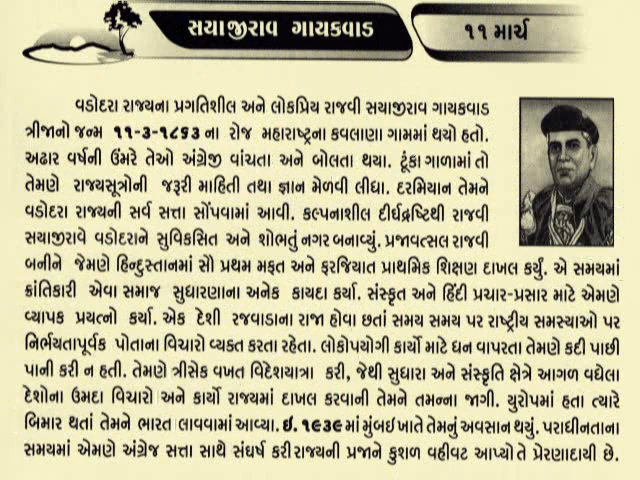 સયાજીરાવ ગાયકવાડ
૧૧ માર્ચ
વડોદરા રાજ્યના પ્રગતિશીલ અને લોકપ્રિય રાજવી સયાજીરાવ ગાયકવાડ
ત્રીજાનો જન્મ ૧૧-૩-૧૮૬૩ ના રોજ મહારાષ્ટ્રના કવલાણા ગામમાં થયો હતો.
અઢાર વર્ષની ઉંમરે તેઓ અંગ્રેજી વાંચતા અને બોલતા થયા. ટૂંકા ગાળામાં તો
તેમણે રાજ્યસૂત્રોની જરૂરી માહિતી તથા જ્ઞાન મેળવી લીધા. દરમિયાન તેમને
વડોદરા રાજ્યની સર્વ સત્તા સોંપવામાં આવી. કલ્પનાશીલ દીર્ઘદ્રષ્ટિથી રાજવી
સયાજીરાવે વડોદરાને સુવિકસિત અને શોભતું નગર બનાવ્યું. પ્રજાવત્સલ રાજવી
બનીને જેમણે હિન્દુસ્તાનમાં સૌ પ્રથમ મફત અને ફરજિયાત પ્રાથમિક શિક્ષણ દાખલ કર્યું. એ સમયમાં
ક્રાંતિકારી એવા સમાજ સુધારણાના અનેક કાયદા કર્યા. સંસ્કૃત અને હિંદી પ્રચાર-પ્રસાર માટે એમણે
વ્યાપક પ્રયત્નો કર્યા. એક દેશી રજવાડાના રાજા હોવા છતાં સમય સમય પર રાષ્ટ્રીય સમસ્યાઓ પર
નિર્ભયતાપૂર્વક પોતાના વિચારો વ્યક્ત કરતા રહેતા. લોકોપયોગી કાર્યો માટે ધન વાપરતા તેમણે કદી પાછી
પાની કરી ન હતી. તેમણે ત્રીસેક વખત વિદેશયાત્રા કરી, જેથી સુધારા અને સંસ્કૃતિ ક્ષેત્રે આગળ વધેલા
દેશોના ઉમદા વિચારો અને કાર્યો રાજ્યમાં દાખલ કરવાની તેમને તમન્ના જાગી. યુરોપમાં હતા ત્યારે
બિમાર થતાં તેમને ભારત લાવવામાં આવ્યા. ઇ. ૧૯૩૯ માં મુંબઇ ખાતે તેમનું અવસાન થયું. પરાધીનતાના
સમયમાં એમણે અંગ્રેજ સત્તા સાથે સંઘર્ષ કરી રાજ્યની પ્રજાને કુશળ વહીવટ આપ્યો તે પ્રેરણાદાયી છે.